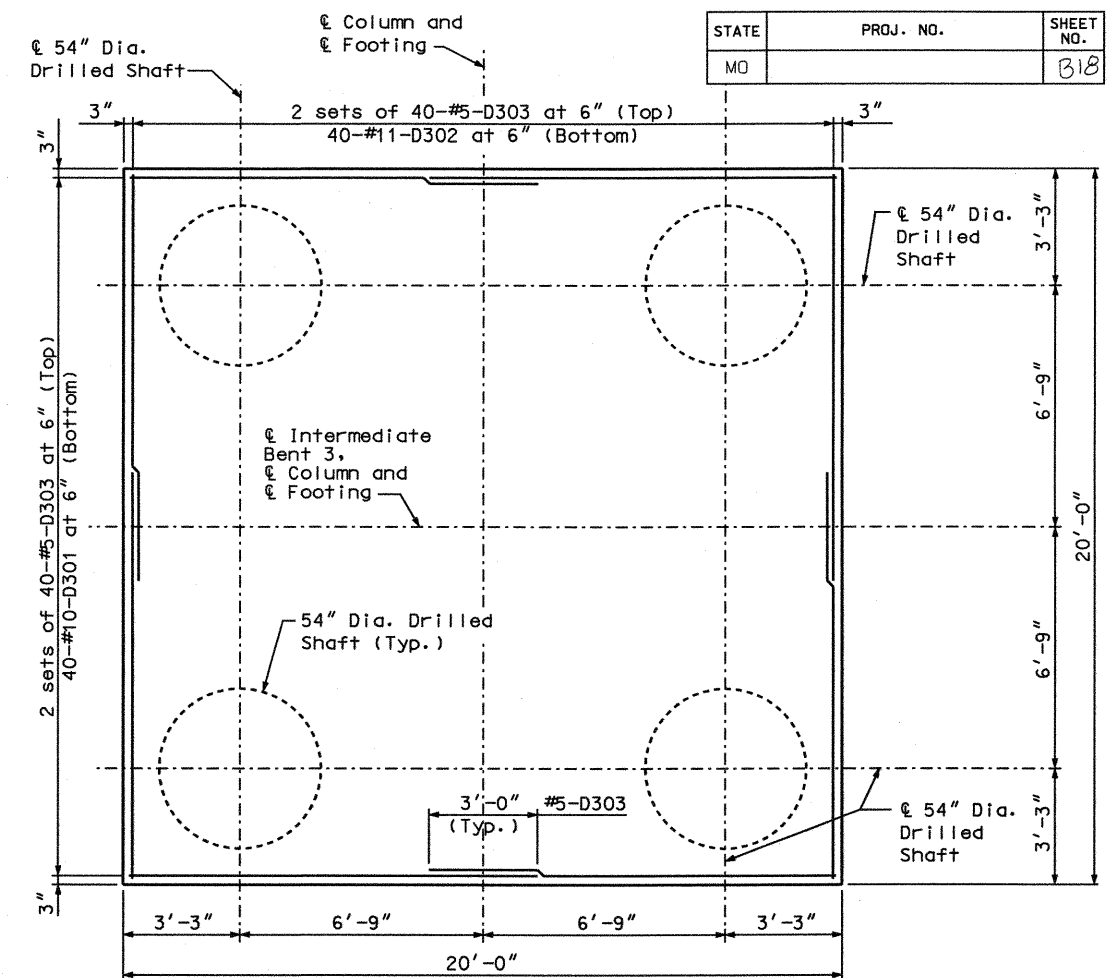 ℄ Column and
℄ Footing
℄ 54" Dia.
Drilled Shaft
STATE PROJ. NO. SHEET NO.
MO B18
3" 2 sets of 40-#5-D303 at 6" (Top) 3"
40-#11-D302 at 6" (Bottom)
3"
℄ 54" Dia.
Drilled
Shaft
3'-3"
2 sets of 40-#5-D303 at 6" (Top)
40-#10-D301 at 6" (Bottom)
6'-9"
℄ Intermediate
Bent 3,
℄ Column and
℄ Footing
20'-0"
54" Dia. Drilled
Shaft (Typ.)
6'-9"
3'-0" #5-D303
(Typ.)
℄ 54" Dia.
Drilled
Shaft
3'-3"
3"
3'-3" 6'-9" 6'-9" 3'-3"
20'-0"